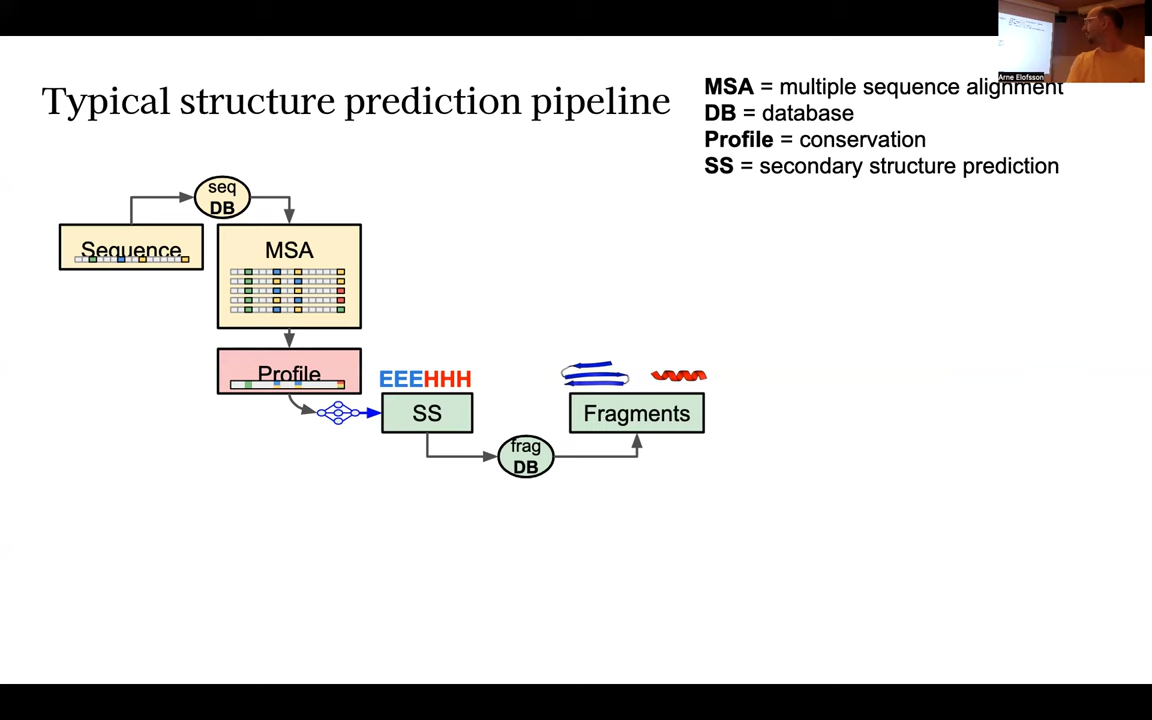 Arne Elofsson
Typical structure prediction pipeline
MSA = multiple sequence alignment
DB = database
Profile = conservation
SS = secondary structure prediction
seq
DB
Sequence
MSA
Profile
EEEHHH
SS
Fragments
frag
DB